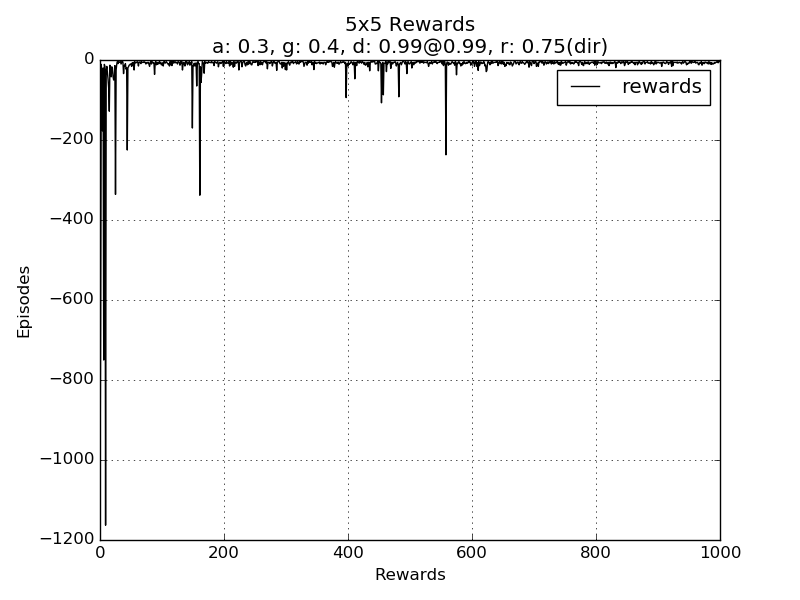 5x5 Rewards
a: 0.3, g: 0.4, d: 0.99@0.99, r: 0.75(dir)
0
−200
−400
−600
−800
−1000
−1200
Episodes
rewards
0 200 400 600 800 1000
Rewards